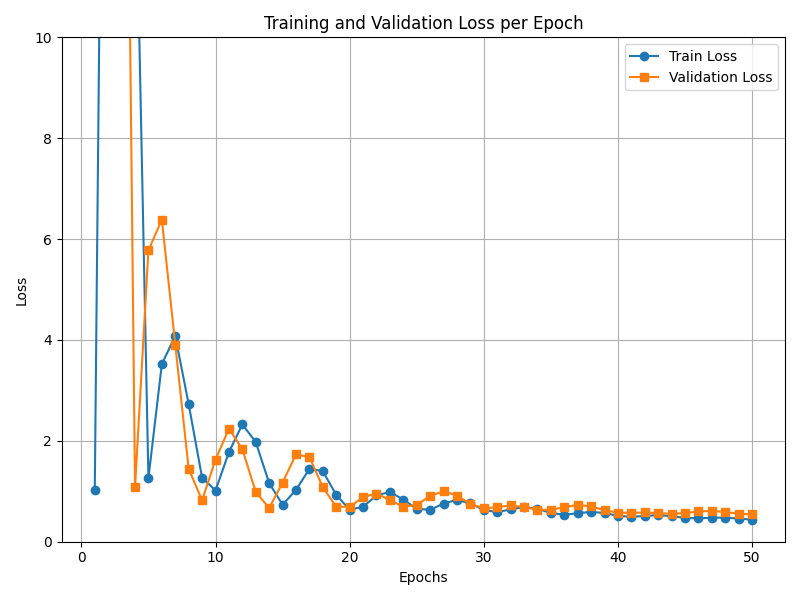 Training and Validation Loss per Epoch
Train Loss
Validation Loss
10
8
6
4
2
0
Loss
0 10 20 30 40 50
Epochs